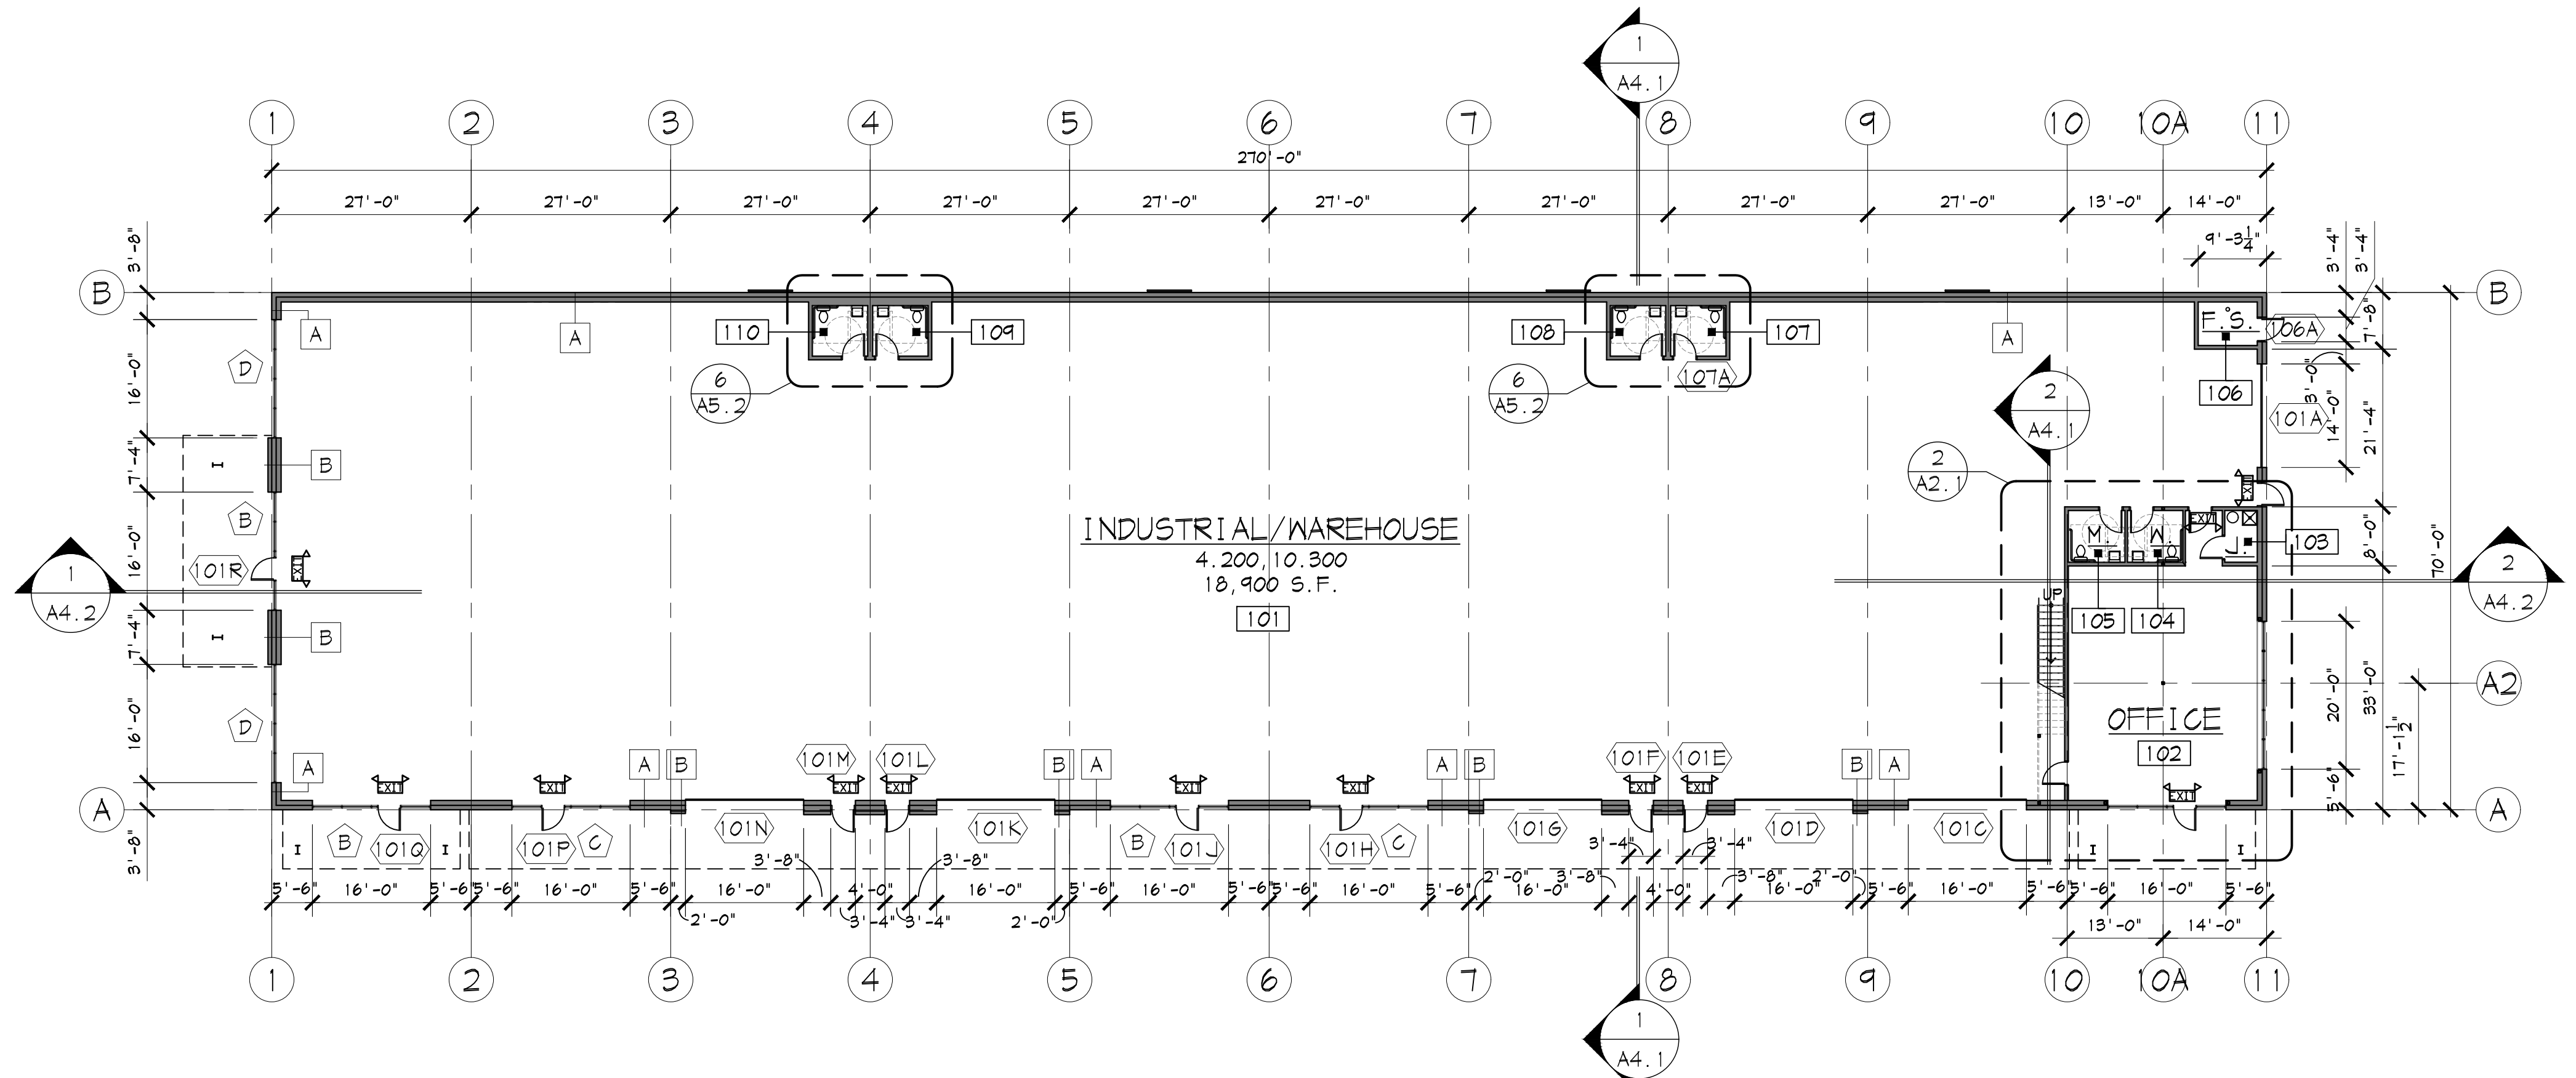 1
A4.1
1 2 3 4 5 6 7 8 9 10 10A 11
270'-0"
27'-0" 27'-0" 27'-0" 27'-0" 27'-0" 27'-0" 27'-0" 27'-0" 27'-0" 13'-0" 14'-0"
9'-3 1/4"
3'-8" 3'-4" 3'-4"
B B
A A A
110 109 108 107
F.S. 106A 7'-8"
D
6
A5.2
6
A5.2
107A
106
3'-0"
16'-0"
2
A4.1
101A
14'-0" 21'-4"
B
7'-4"
2
A2.1
EXIT
B
INDUSTRIAL/WAREHOUSE
4.200, 10.300
18,900 S.F.
101
M. W. EXIT J. 103
8'-0" 70'-0"
16'-0"
101R EXIT
1
A4.2
2
A4.2
UP
105 104
7'-4" B
A2
D
16'-0"
OFFICE
102
20'-0" 33'-0" 17'-1 1/2"
5'-6"
A A B 101M 101L B A A B 101F 101E B A
EXIT EXIT EXIT EXIT EXIT EXIT EXIT EXIT EXIT
A A
3'-8"
B 101Q 101P C 101N 101K B 101J 101H C 101G 101D 101C
3'-8" 3'-8" 3'-4" 3'-4"
2'-0" 3'-8" 3'-8" 2'-0"
5'-6" 16'-0" 5'-6" 5'-6" 16'-0" 5'-6" 16'-0" 4'-0" 16'-0" 5'-6" 16'-0" 5'-6" 5'-6" 16'-0" 5'-6" 16'-0" 4'-0" 16'-0" 5'-6" 16'-0" 5'-6" 5'-6" 16'-0" 5'-6"
2'-0" 3'-4" 3'-4" 2'-0"
13'-0" 14'-0"
1 2 3 4 5 6 7 8 9 10 10A 11
1
A4.1